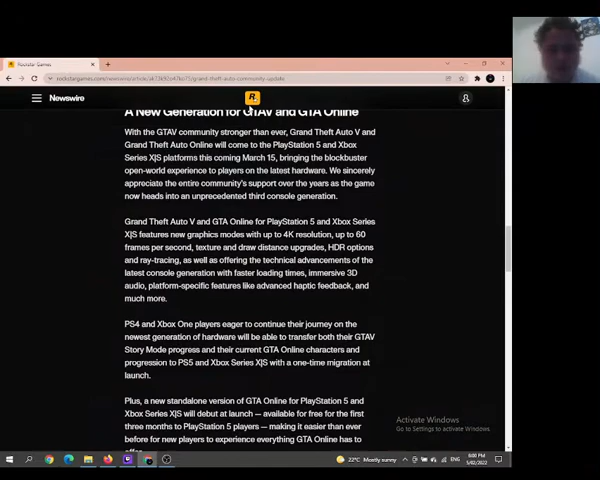 Rockstar Games
rockstargames.com/newswire/article/
/grand-theft-auto-community-update
Newswire
R
A New Generation for GTAV and GTA Online
With the GTAV community stronger than ever, Grand Theft Auto V and
Grand Theft Auto Online will come to the PlayStation 5 and Xbox
Series X|S platforms this coming March 15, bringing the blockbuster
open-world experience to players on the latest hardware. We sincerely
appreciate the entire community's support over the years as the game
now heads into an unprecedented third console generation.
Grand Theft Auto V and GTA Online for PlayStation 5 and Xbox Series
X|S features new graphics modes with up to 4K resolution, up to 60
frames per second, texture and draw distance upgrades, HDR options
and ray-tracing, as well as offering the technical advancements of the
latest console generation with faster loading times, immersive 3D
audio, platform-specific features like advanced haptic feedback, and
much more.
PS4 and Xbox One players eager to continue their journey on the
newest generation of hardware will be able to transfer both their GTAV
Story Mode progress and their current GTA Online characters and
progression to PS5 and Xbox Series X|S with a one-time migration at
launch.
Plus, a new standalone version of GTA Online for PlayStation 5 and
Xbox Series X|S will debut at launch — available for free for the first
three months to PlayStation 5 players — making it easier than ever
before for new players to experience everything GTA Online has to
offer.
Activate Windows
Go to Settings to activate Windows.
22°C Mostly sunny
ENG
8:00 PM
5/02/2022